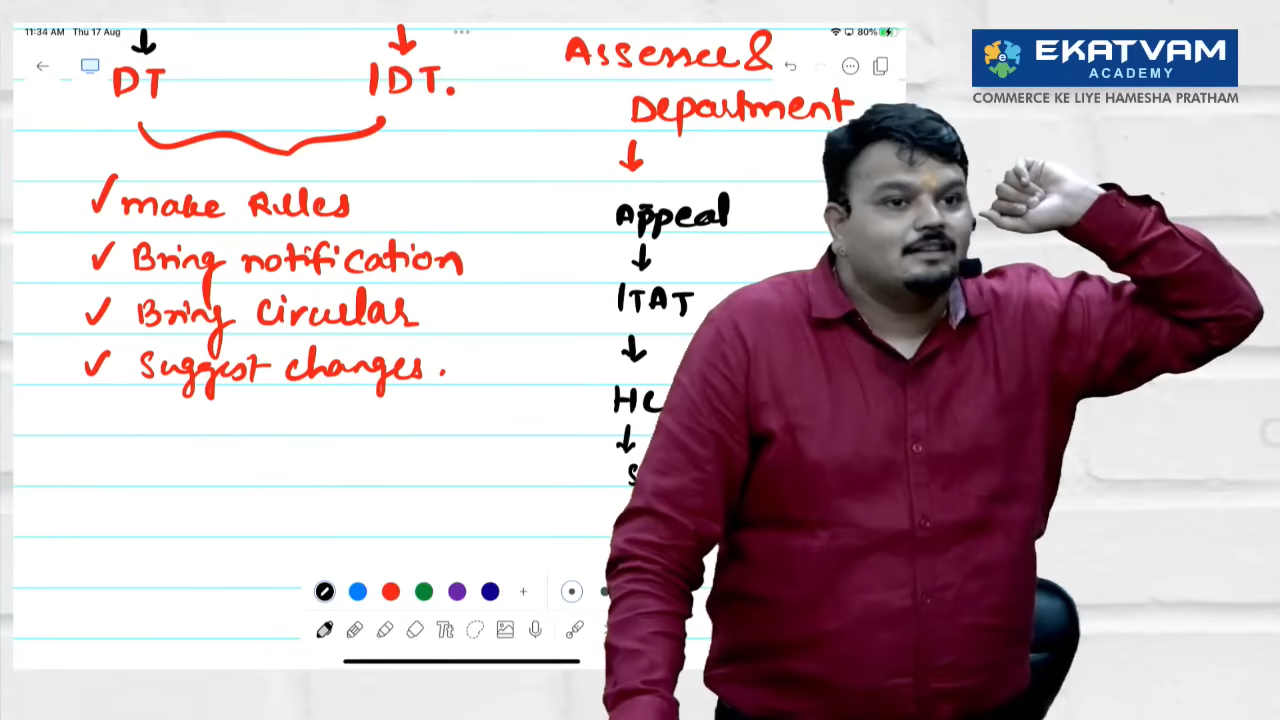 11:34 AM Thu 17 Aug
80%
DT
IDT.
✓ make Rules
✓ Bring notification
✓ Bring Circular
✓ Suggest changes.
Assessee &
Department
Appeal
ITAT
HC
S
Tt
EKATVAM
ACADEMY
COMMERCE KE LIYE HAMESHA PRATHAM